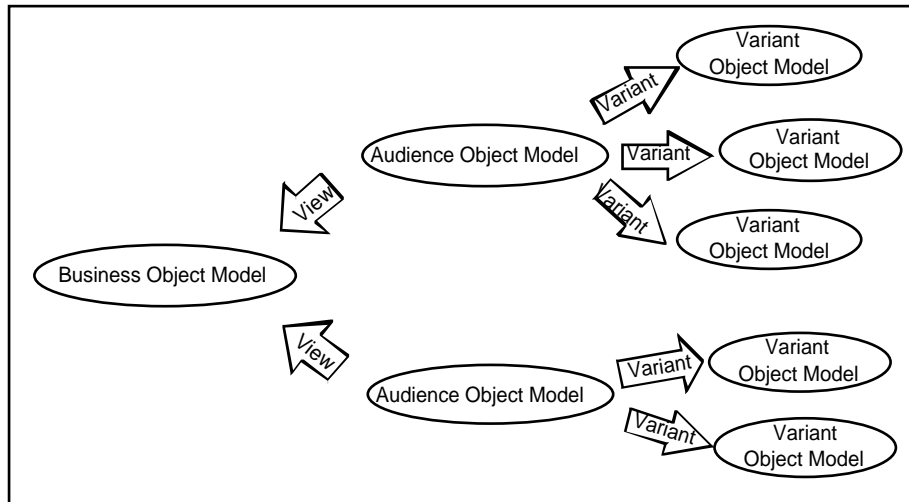 Variant
Object Model
Variant
Audience Object Model
Variant
Variant
Object Model
View
Variant
Variant
Object Model
Business Object Model
View
Audience Object Model
Variant
Variant
Object Model
Variant
Variant
Object Model